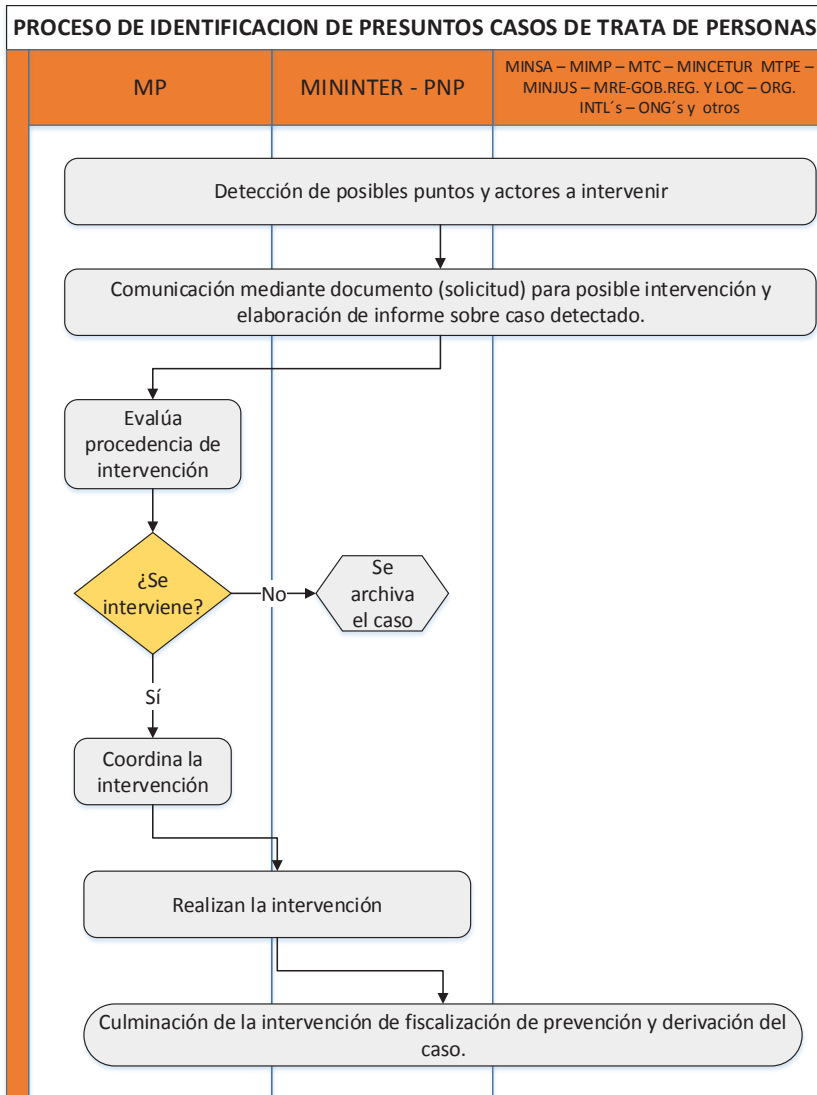 PROCESO DE IDENTIFICACION DE PRESUNTOS CASOS DE TRATA DE PERSONAS
MP
MININTER - PNP
MINSA – MIMP – MTC – MINCETUR MTPE –
MINJUS – MRE-GOB.REG. Y LOC – ORG.
INTL´s – ONG´s y otros
Detección de posibles puntos y actores a intervenir
Comunicación mediante documento (solicitud) para posible intervención y
elaboración de informe sobre caso detectado.
Evalúa
procedencia de
intervención
¿Se
interviene?
No
Se
archiva
el caso
Sí
Coordina la
intervención
Realizan la intervención
Culminación de la intervención de fiscalización de prevención y derivación del
caso.